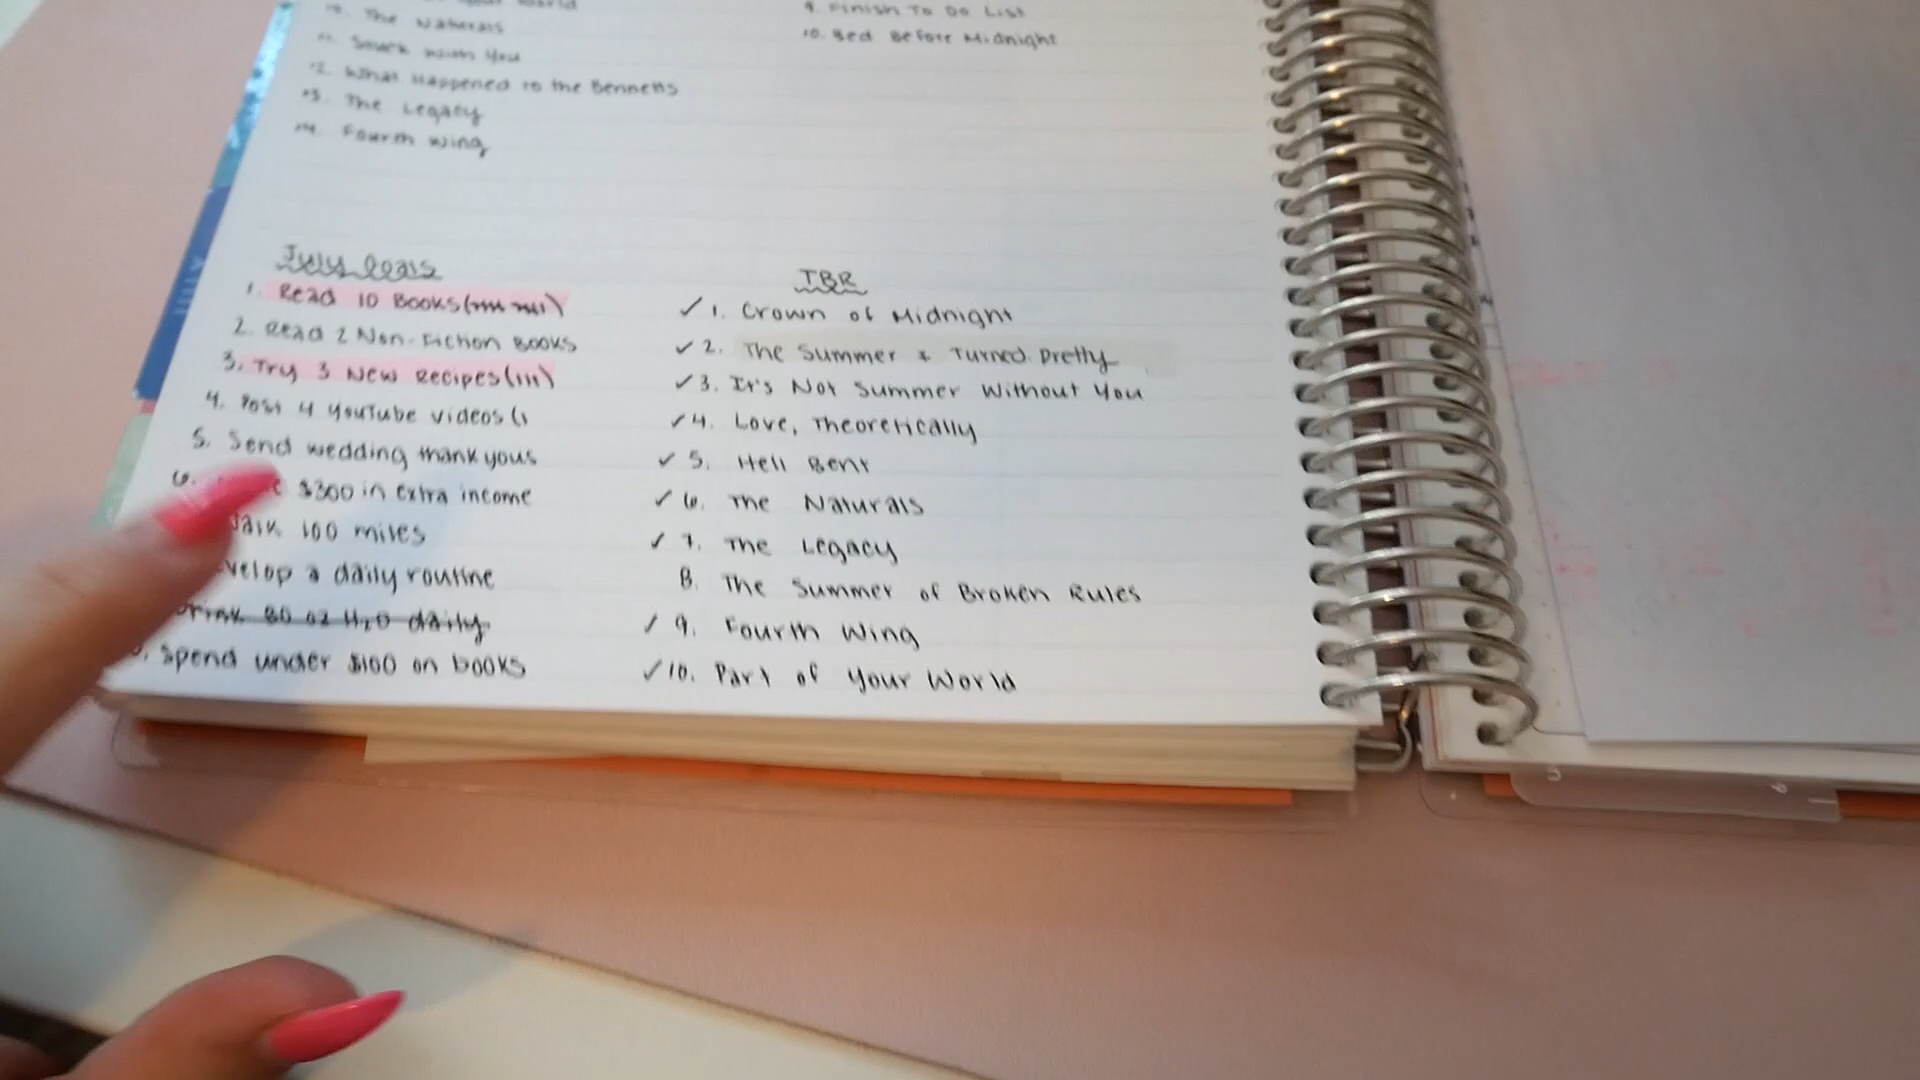 The Naturals
11. Stuck with You
12. What Happened to the Bennetts
13. The Legacy
14. Fourth Wing
9. Finish To Do List
10. Bed Before Midnight
July Goals
1. Read 10 Books
2. Read 2 Non-Fiction Books
3. Try 3 New Recipes (III)
4. Post 4 YouTube videos (I
5. Send wedding thank yous
6. $300 in extra income
100 miles
a daily routine
80 oz H2O daily
Spend under $100 on books
TBR
✓ 1. Crown of Midnight
✓ 2. The Summer I Turned Pretty
✓ 3. It's Not Summer Without You
✓ 4. Love, Theoretically
✓ 5. Hell Bent
✓ 6. The Naturals
✓ 7. The Legacy
8. The Summer of Broken Rules
✓ 9. Fourth Wing
✓ 10. Part of Your World